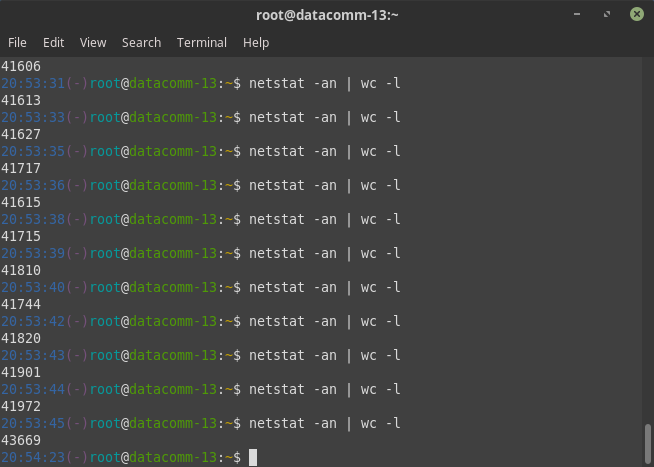 root@datacomm-13:~
File Edit View Search Terminal Help
41606
20:53:31(-)root@datacomm-13:~$ netstat -an | wc -l
41613
20:53:33(-)root@datacomm-13:~$ netstat -an | wc -l
41627
20:53:35(-)root@datacomm-13:~$ netstat -an | wc -l
41717
20:53:36(-)root@datacomm-13:~$ netstat -an | wc -l
41615
20:53:38(-)root@datacomm-13:~$ netstat -an | wc -l
41715
20:53:39(-)root@datacomm-13:~$ netstat -an | wc -l
41810
20:53:40(-)root@datacomm-13:~$ netstat -an | wc -l
41744
20:53:42(-)root@datacomm-13:~$ netstat -an | wc -l
41820
20:53:43(-)root@datacomm-13:~$ netstat -an | wc -l
41901
20:53:44(-)root@datacomm-13:~$ netstat -an | wc -l
41972
20:53:45(-)root@datacomm-13:~$ netstat -an | wc -l
43669
20:54:23(-)root@datacomm-13:~$